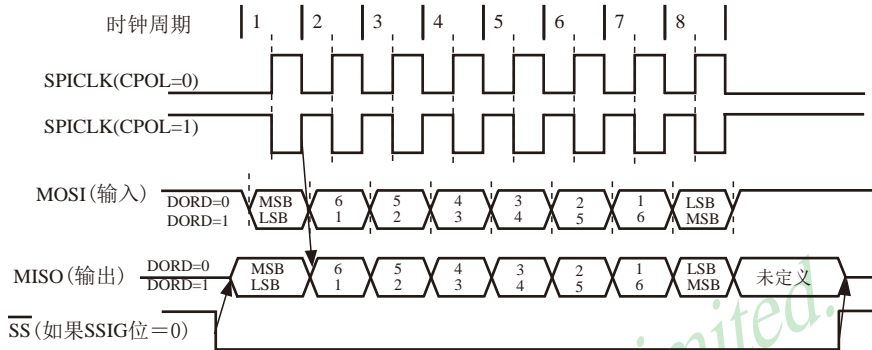 时钟周期 1 2 3 4 5 6 7 8
SPICLK(CPOL=0)
SPICLK(CPOL=1)
MOSI(输入) DORD=0 MSB 6 5 4 3 2 1 LSB
DORD=1 LSB 1 2 3 4 5 6 MSB
MISO(输出) DORD=0 MSB 6 5 4 3 2 1 LSB 未定义
DORD=1 LSB 1 2 3 4 5 6 MSB
SS(如果SSIG位=0)
imited.